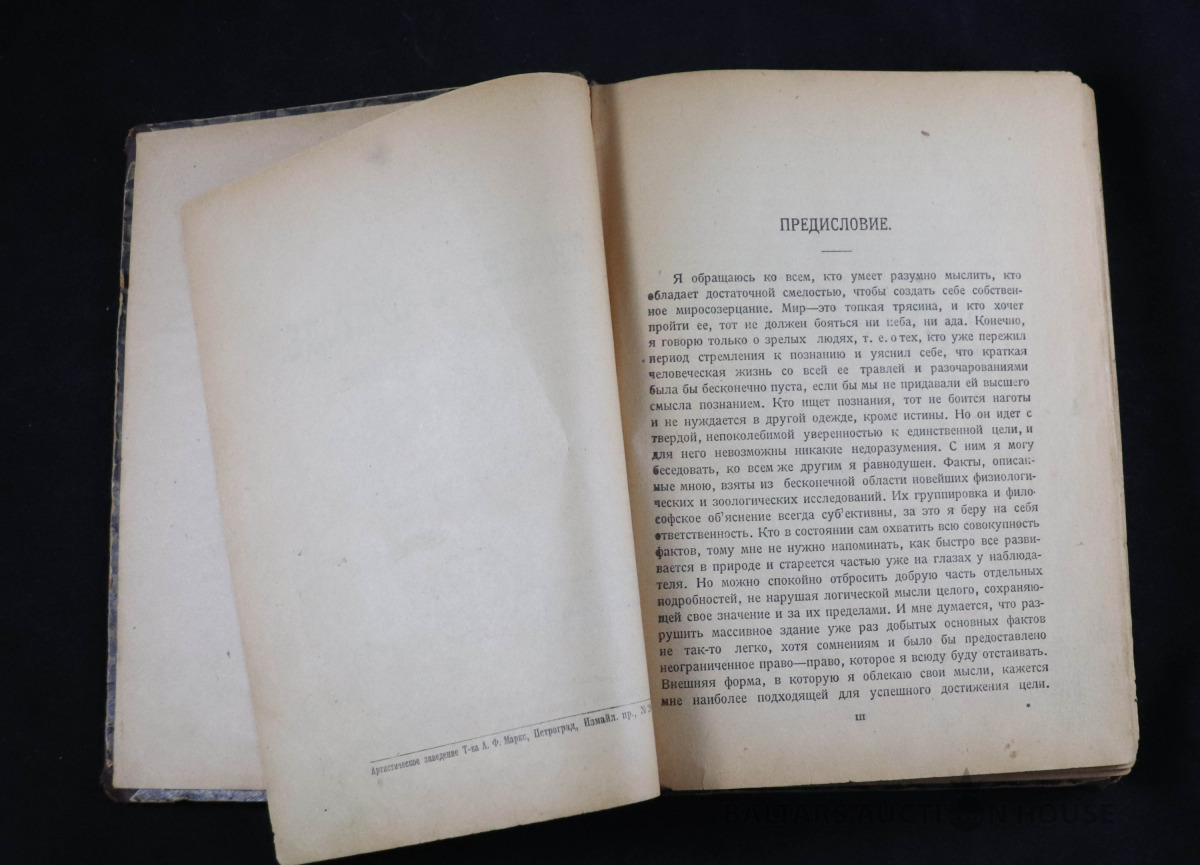 Артистическое заведение Т-ва А. Ф. Маркс, Петроград, Измайл. пр., №
ПРЕДИСЛОВИЕ.
Я обращаюсь ко всем, кто умеет разумно мыслить, кто
обладает достаточной смелостью, чтобы создать себе собствен-
ное миросозерцание. Мир—это топкая трясина, и кто хочет
пройти ее, тот не должен бояться ни неба, ни ада. Конечно,
я говорю только о зрелых людях, т. е. о тех, кто уже пережил
период стремления к познанию и уяснил себе, что краткая
человеческая жизнь со всей ее травлей и разочарованиями
была бы бесконечно пуста, если бы мы не придавали ей высшего
смысла познанием. Кто ищет познания, тот не боится наготы
и не нуждается в другой одежде, кроме истины. Но он идет с
твердой, непоколебимой уверенностью к единственной цели, и
для него невозможны никакие недоразумения. С ним я могу
беседовать, ко всем же другим я равнодушен. Факты, описан-
ные мною, взяты из бесконечной области новейших физиологи-
ческих и зоологических исследований. Их группировка и фило-
софское об'яснение всегда суб'ективны, за это я беру на себя
ответственность. Кто в состоянии сам охватить всю совокупность
фактов, тому мне не нужно напоминать, как быстро все разви-
вается в природе и стареется частью уже на глазах у наблюда-
теля. Но можно спокойно отбросить добрую часть отдельных
подробностей, не нарушая логической мысли целого, сохраняю-
щей свое значение и за их пределами. И мне думается, что раз-
рушить массивное здание уже раз добытых основных фактов
не так-то легко, хотя сомнениям и было бы предоставлено
неограниченное право—право, которое я всюду буду отстаивать.
Внешняя форма, в которую я облекаю свои мысли, кажется
мне наиболее подходящей для успешного достижения цели.
III
BALTARS AUCTION HOUSE